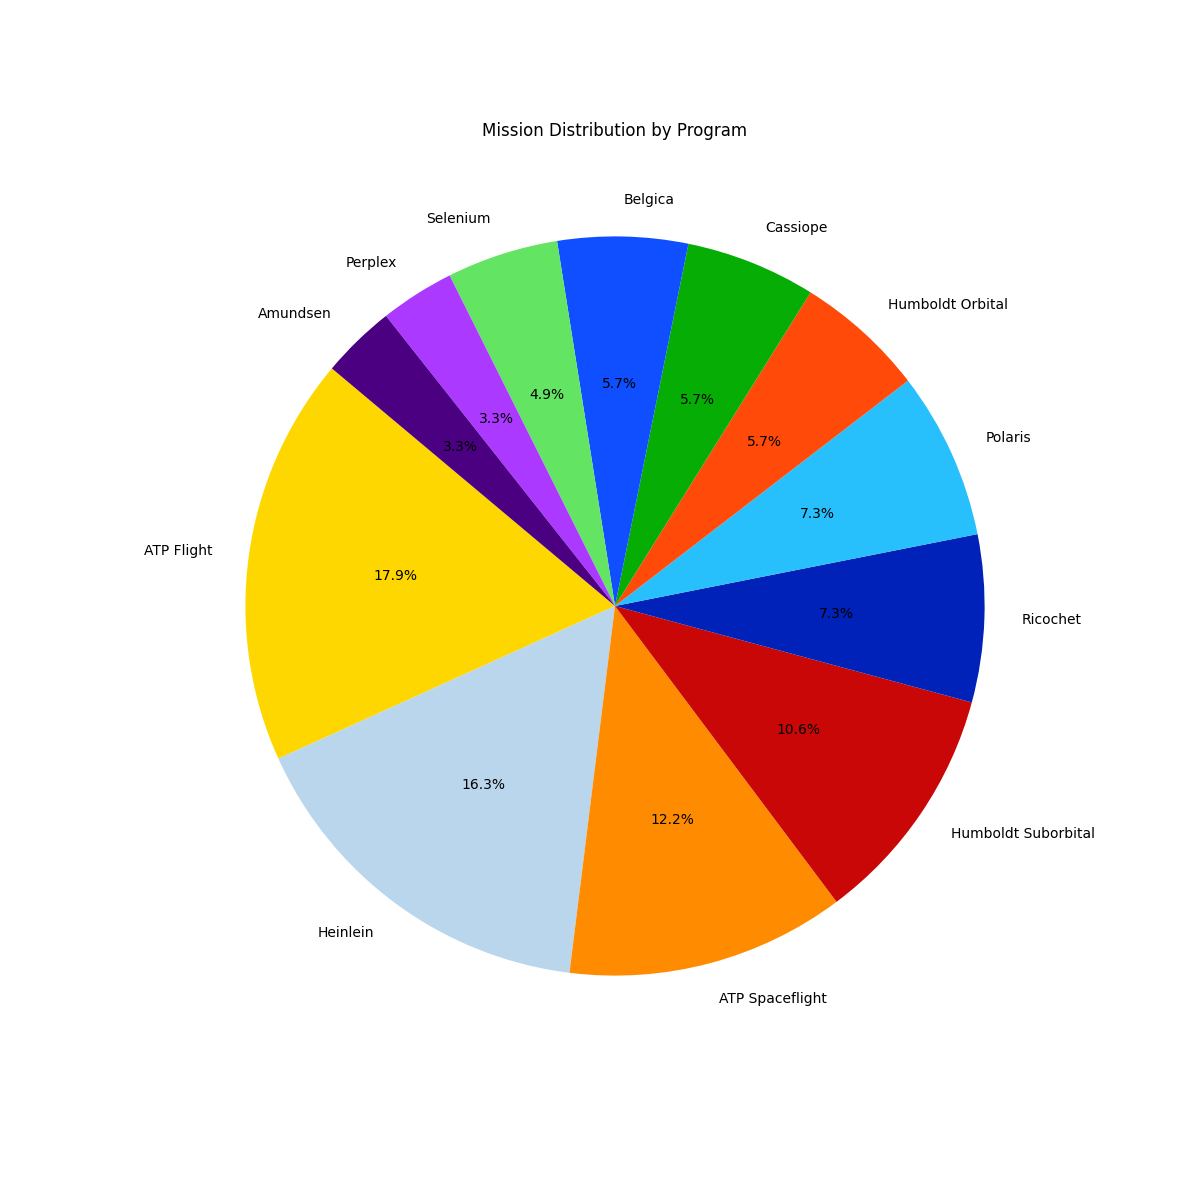 Mission Distribution by Program
Belgica
Selenium
Cassiope
Perplex
Humboldt Orbital
Amundsen
5.7%
4.9%
5.7%
3.3%
5.7%
3.3%
Polaris
7.3%
ATP Flight
17.9%
7.3%
Ricochet
10.6%
16.3%
12.2%
Humboldt Suborbital
Heinlein
ATP Spaceflight